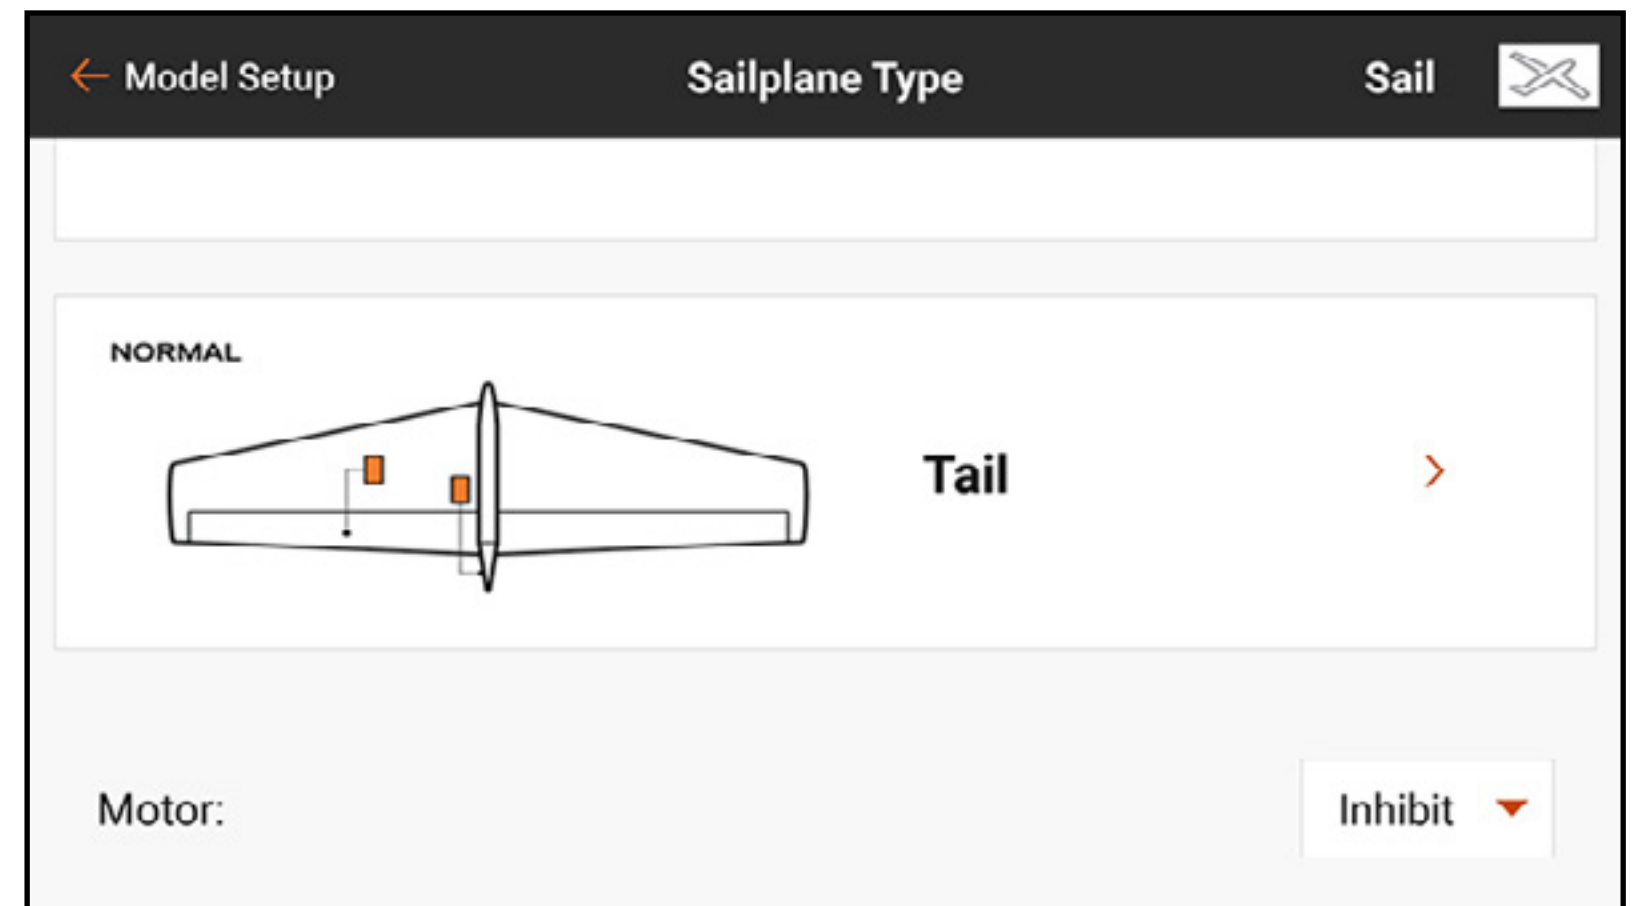 Model Setup
Sailplane Type
Sail
NORMAL
Tail
Motor:
Inhibit